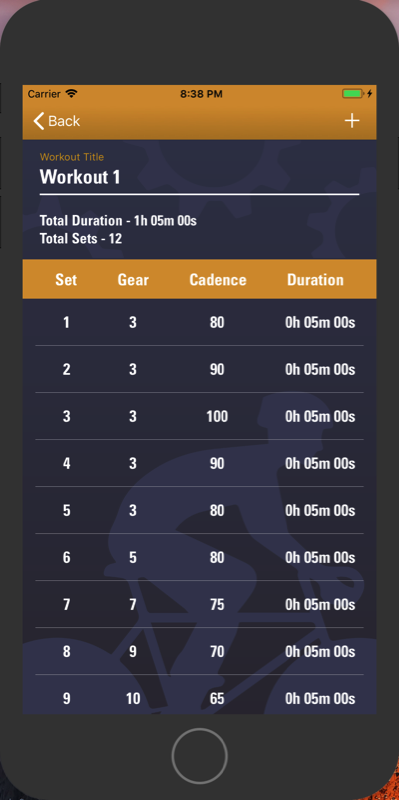 Carrier 8:38 PM
Back +
Workout Title
Workout 1
Total Duration - 1h 05m 00s
Total Sets - 12
Set Gear Cadence Duration
1 3 80 0h 05m 00s
2 3 90 0h 05m 00s
3 3 100 0h 05m 00s
4 3 90 0h 05m 00s
5 3 80 0h 05m 00s
6 5 80 0h 05m 00s
7 7 75 0h 05m 00s
8 9 70 0h 05m 00s
9 10 65 0h 05m 00s